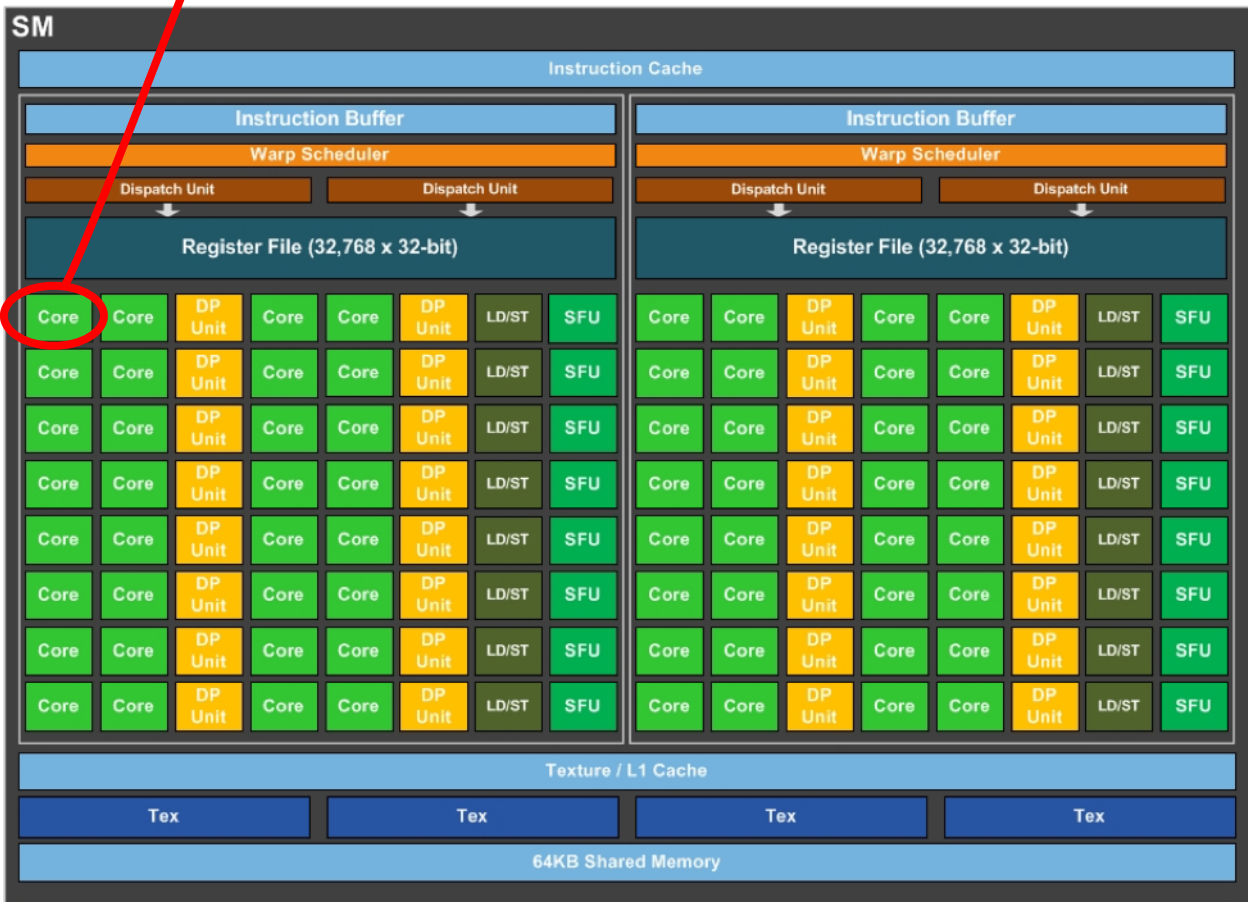 SM
Instruction Cache
Instruction Buffer Instruction Buffer
Warp Scheduler Warp Scheduler
Dispatch Unit Dispatch Unit Dispatch Unit Dispatch Unit
Register File (32,768 x 32-bit) Register File (32,768 x 32-bit)
Core Core DP Unit Core Core DP Unit LD/ST SFU Core Core DP Unit Core Core DP Unit LD/ST SFU
Core Core DP Unit Core Core DP Unit LD/ST SFU Core Core DP Unit Core Core DP Unit LD/ST SFU
Core Core DP Unit Core Core DP Unit LD/ST SFU Core Core DP Unit Core Core DP Unit LD/ST SFU
Core Core DP Unit Core Core DP Unit LD/ST SFU Core Core DP Unit Core Core DP Unit LD/ST SFU
Core Core DP Unit Core Core DP Unit LD/ST SFU Core Core DP Unit Core Core DP Unit LD/ST SFU
Core Core DP Unit Core Core DP Unit LD/ST SFU Core Core DP Unit Core Core DP Unit LD/ST SFU
Core Core DP Unit Core Core DP Unit LD/ST SFU Core Core DP Unit Core Core DP Unit LD/ST SFU
Core Core DP Unit Core Core DP Unit LD/ST SFU Core Core DP Unit Core Core DP Unit LD/ST SFU
Texture / L1 Cache
Tex Tex Tex Tex
64KB Shared Memory